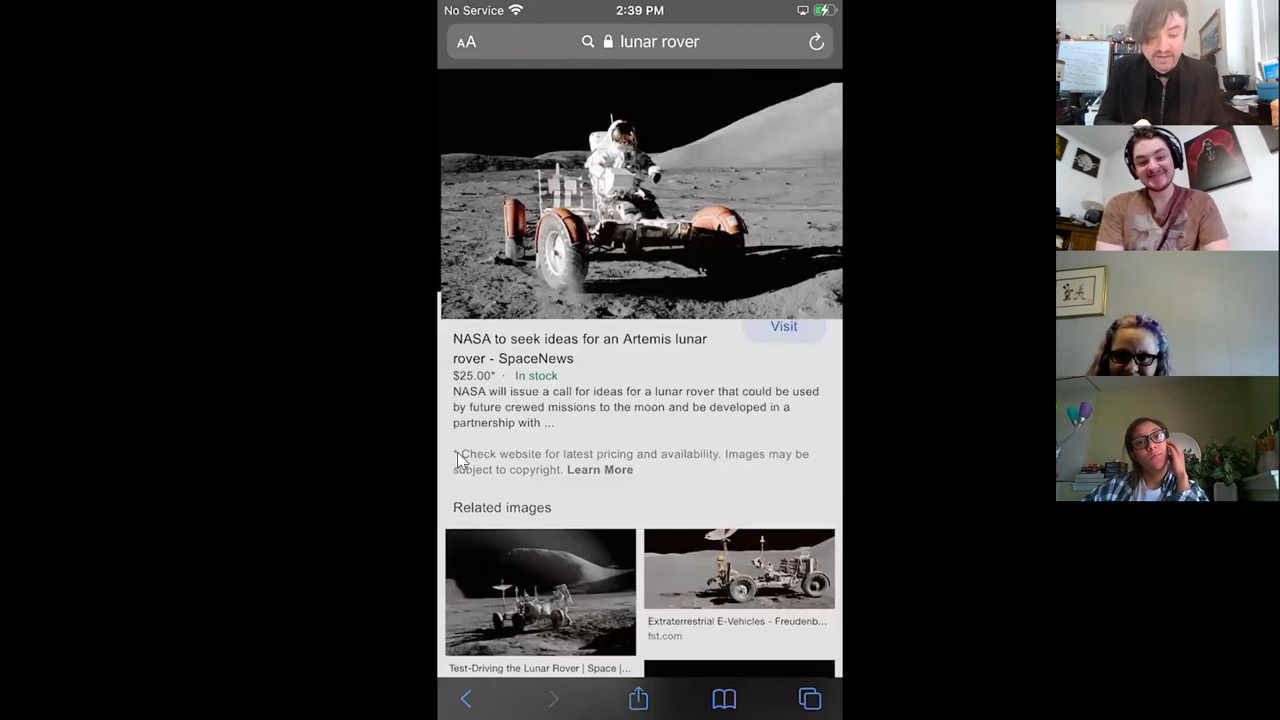 No Service
2:39 PM
AA
lunar rover
NASA to seek ideas for an Artemis lunar
rover - SpaceNews
Visit
$25.00* · In stock
NASA will issue a call for ideas for a lunar rover that could be used
by future crewed missions to the moon and be developed in a
partnership with ...
*Check website for latest pricing and availability. Images may be
subject to copyright. Learn More
Related images
Test-Driving the Lunar Rover | Space |...
Extraterrestrial E-Vehicles - Freudenb...
fst.com